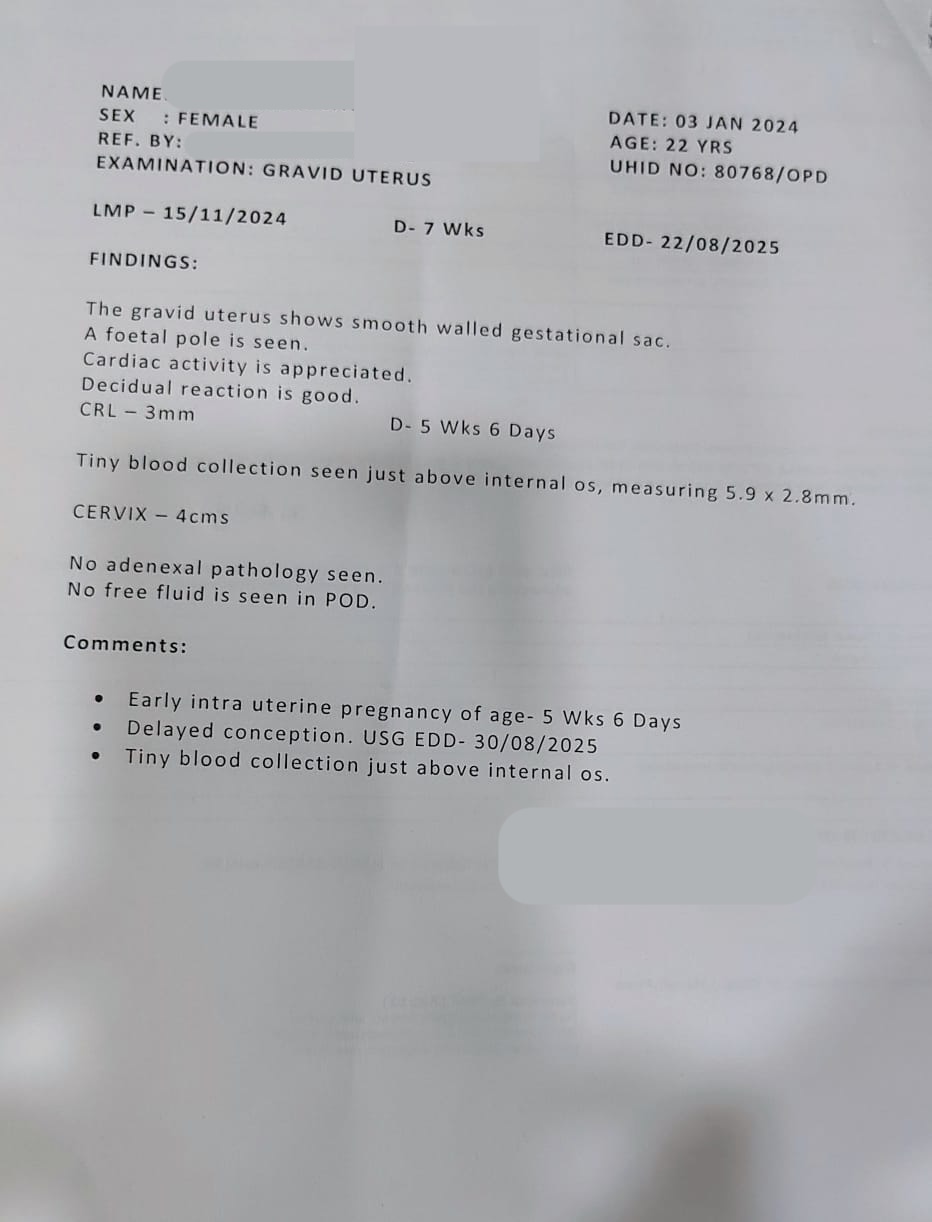 NAME
SEX : FEMALE
REF. BY:
EXAMINATION: GRAVID UTERUS
DATE: 03 JAN 2024
AGE: 22 YRS
UHID NO: 80768/OPD
LMP – 15/11/2024 D- 7 Wks EDD- 22/08/2025
FINDINGS:
The gravid uterus shows smooth walled gestational sac.
A foetal pole is seen.
Cardiac activity is appreciated.
Decidual reaction is good.
CRL – 3mm D- 5 Wks 6 Days
Tiny blood collection seen just above internal os, measuring 5.9 x 2.8mm.
CERVIX – 4cms
No adenexal pathology seen.
No free fluid is seen in POD.
Comments:
• Early intra uterine pregnancy of age- 5 Wks 6 Days
• Delayed conception. USG EDD- 30/08/2025
• Tiny blood collection just above internal os.